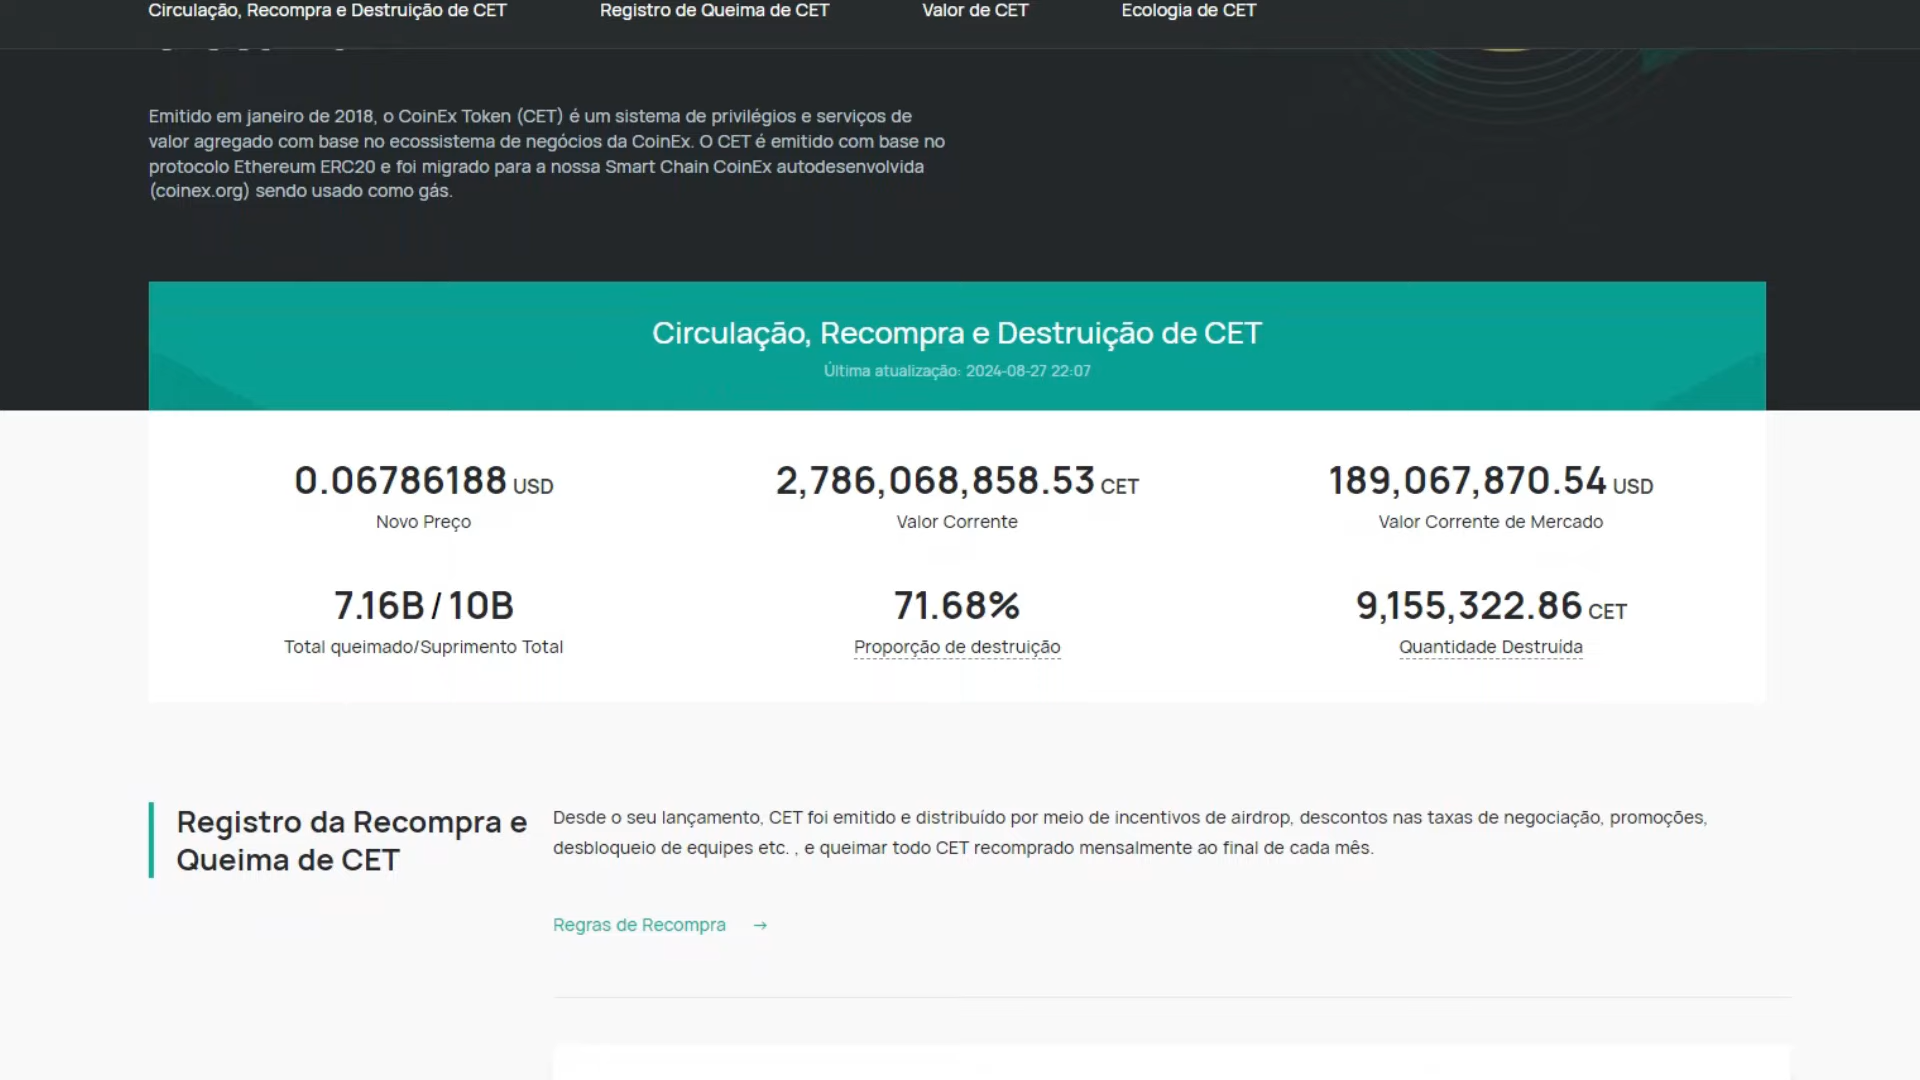 Circulação, Recompra e Destruição de CET
Registro de Queima de CET
Valor de CET
Ecologia de CET
Emitido em janeiro de 2018, o CoinEx Token (CET) é um sistema de privilégios e serviços de
valor agregado com base no ecossistema de negócios da CoinEx. O CET é emitido com base no
protocolo Ethereum ERC20 e foi migrado para a nossa Smart Chain CoinEx autodesenvolvida
(coinex.org) sendo usado como gás.
Circulação, Recompra e Destruição de CET
Última atualização: 2024-08-27 22:07
0.06786188 USD
Novo Preço
2,786,068,858.53 CET
Valor Corrente
189,067,870.54 USD
Valor Corrente de Mercado
7.16B / 10B
Total queimado/Suprimento Total
71.68%
Proporção de destruição
9,155,322.86 CET
Quantidade Destruída
Registro da Recompra e
Queima de CET
Desde o seu lançamento, CET foi emitido e distribuído por meio de incentivos de airdrop, descontos nas taxas de negociação, promoções,
desbloqueio de equipes etc. , e queimar todo CET recomprado mensalmente ao final de cada mês.
Regras de Recompra →